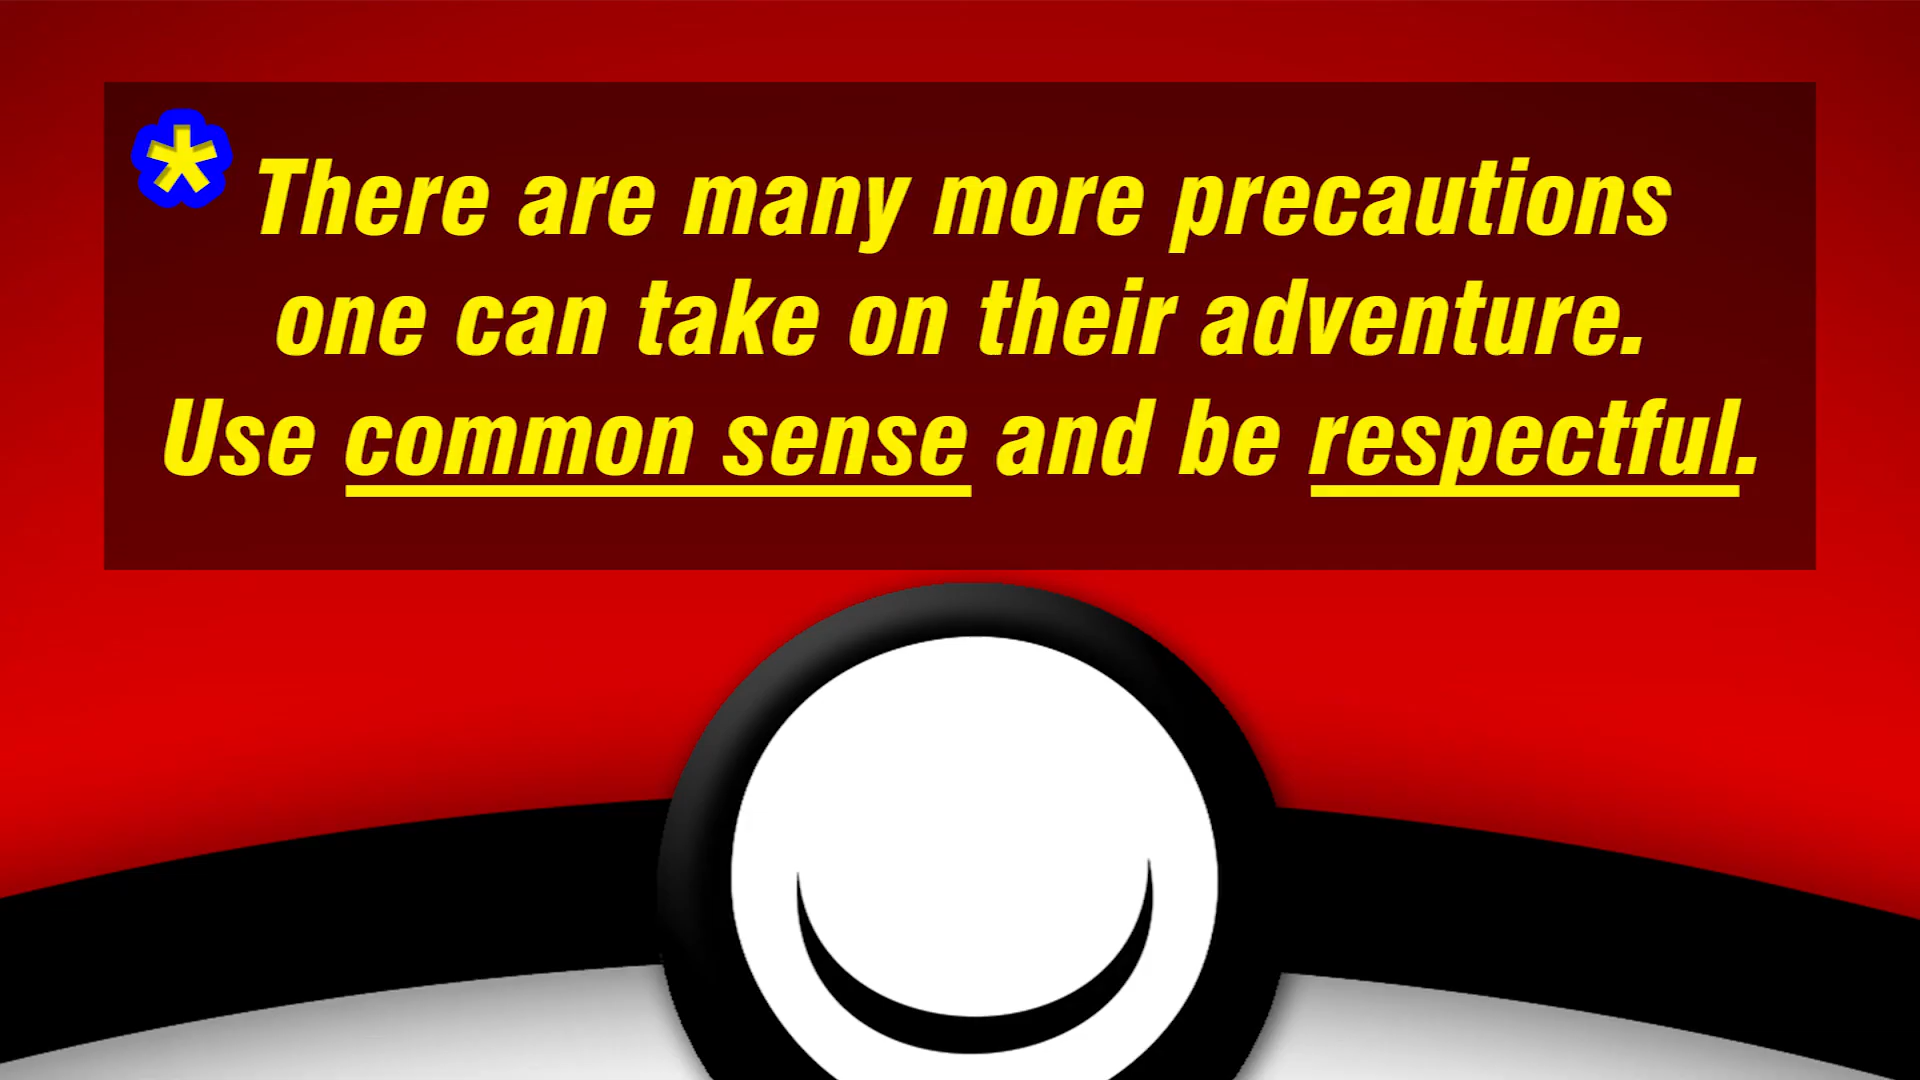 * There are many more precautions
one can take on their adventure.
Use common sense and be respectful.